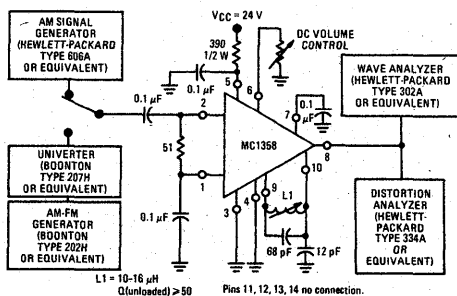 AM SIGNAL
GENERATOR
(HEWLETT-PACKARD
TYPE 606A
OR EQUIVALENT)
VCC = 24 V
390
1/2 W
DC VOLUME
CONTROL
WAVE ANALYZER
(HEWLETT-PACKARD
TYPE 302A
OR EQUIVALENT)
0.1 µF
5
6
0.1 µF
2
7
0.1
µF
51
MC1358
8
10
UNIVERTER
(BOONTON
TYPE 207H
OR EQUIVALENT)
1
9
3
4
L1
DISTORTION
ANALYZER
(HEWLETT-
PACKARD
TYPE 334A
OR
EQUIVALENT)
AM-FM
GENERATOR
(BOONTON
TYPE 202H
OR EQUIVALENT)
0.1 µF
68 pF
12 pF
L1 = 10-16 µH
Q(unloaded) ≥ 50
Pins 11, 12, 13, 14 no connection.